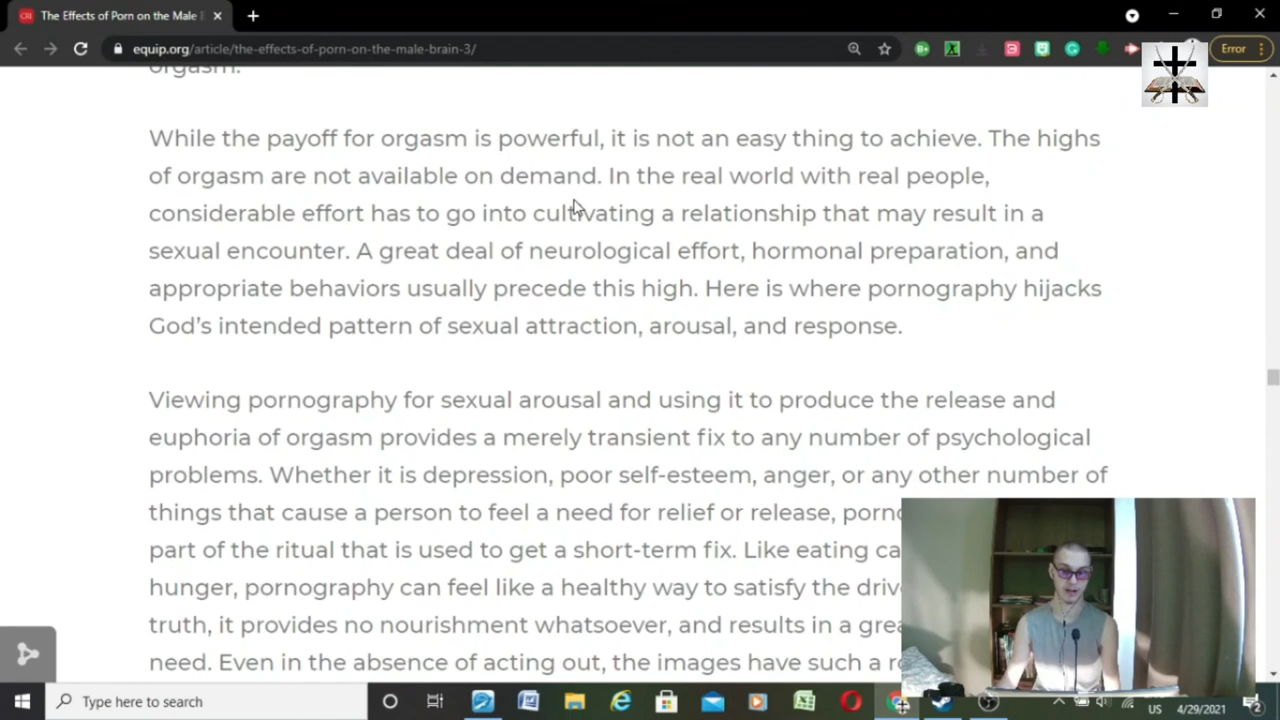 The Effects of Porn on the Male
Error
equip.org/article/the-effects-of-porn-on-the-male-brain-3/
orgasm.
While the payoff for orgasm is powerful, it is not an easy thing to achieve. The highs
of orgasm are not available on demand. In the real world with real people,
considerable effort has to go into cultivating a relationship that may result in a
sexual encounter. A great deal of neurological effort, hormonal preparation, and
appropriate behaviors usually precede this high. Here is where pornography hijacks
God's intended pattern of sexual attraction, arousal, and response.
Viewing pornography for sexual arousal and using it to produce the release and
euphoria of orgasm provides a merely transient fix to any number of psychological
problems. Whether it is depression, poor self-esteem, anger, or any other number of
things that cause a person to feel a need for relief or release,
part of the ritual that is used to get a short-term fix. Like eating
hunger, pornography can feel like a healthy way to satisfy the
truth, it provides no nourishment whatsoever, and results in a
need. Even in the absence of acting out, the images have such a
Type here to search
US
4/29/2021
2